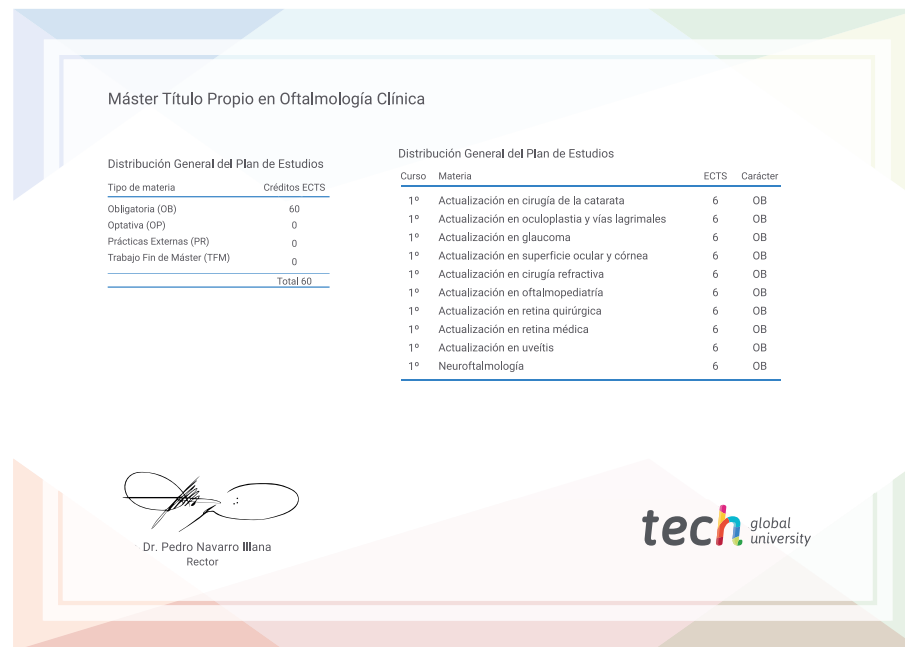 Máster Título Propio en Oftalmología Clínica
Distribución General del Plan de Estudios
Tipo de materia Créditos ECTS
Obligatoria (OB) 60
Optativa (OP) 0
Prácticas Externas (PR) 0
Trabajo Fin de Máster (TFM) 0
Total 60
Distribución General del Plan de Estudios
Curso Materia ECTS Carácter
1º Actualización en cirugía de la catarata 6 OB
1º Actualización en oculoplastia y vías lagrimales 6 OB
1º Actualización en glaucoma 6 OB
1º Actualización en superficie ocular y córnea 6 OB
1º Actualización en cirugía refractiva 6 OB
1º Actualización en oftalmopediatría 6 OB
1º Actualización en retina quirúrgica 6 OB
1º Actualización en retina médica 6 OB
1º Actualización en uveítis 6 OB
1º Neuroftalmología 6 OB
Dr. Pedro Navarro Illana
Rector
tech global
university